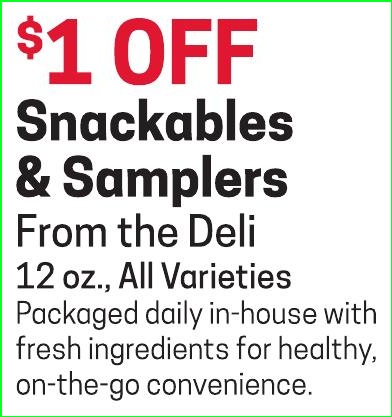 $1 OFF
Snackables
& Samplers
From the Deli
12 oz., All Varieties
Packaged daily in-house with
fresh ingredients for healthy,
on-the-go convenience.